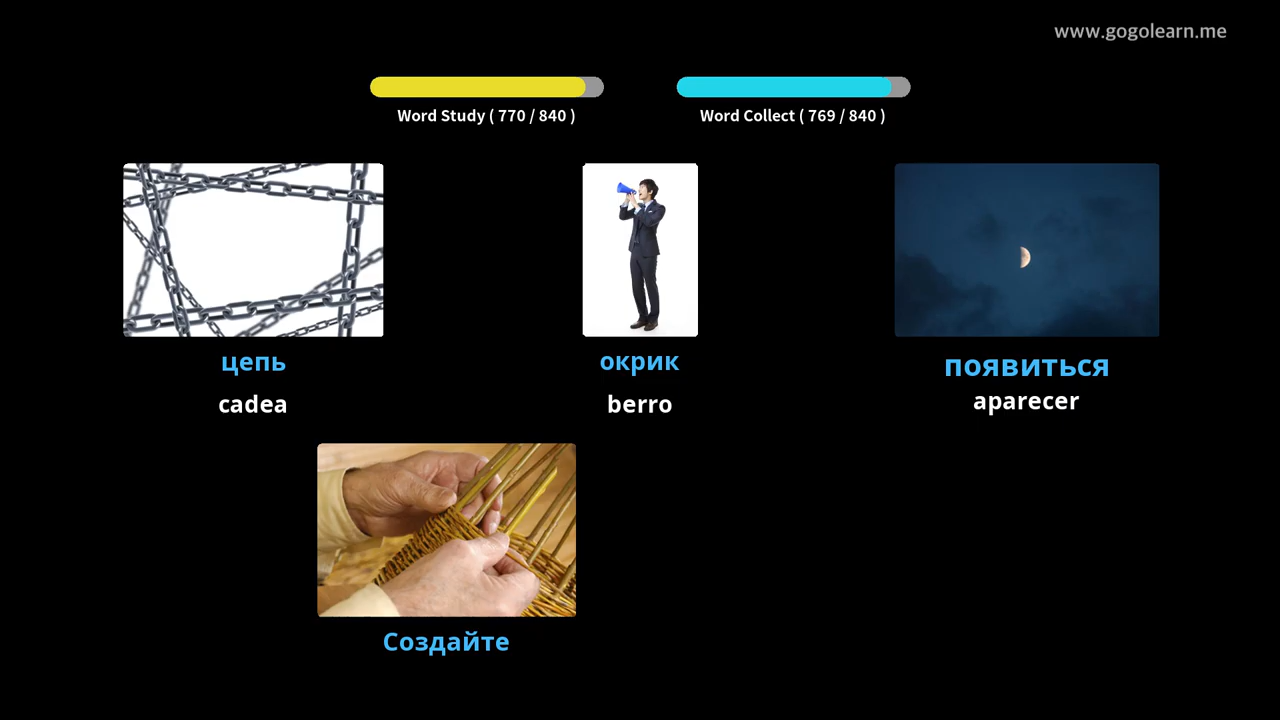 www.gogolearn.me
Word Study ( 770 / 840 )
Word Collect ( 769 / 840 )
цепь
окрик
появиться
cadea
berro
aparecer
Создайте